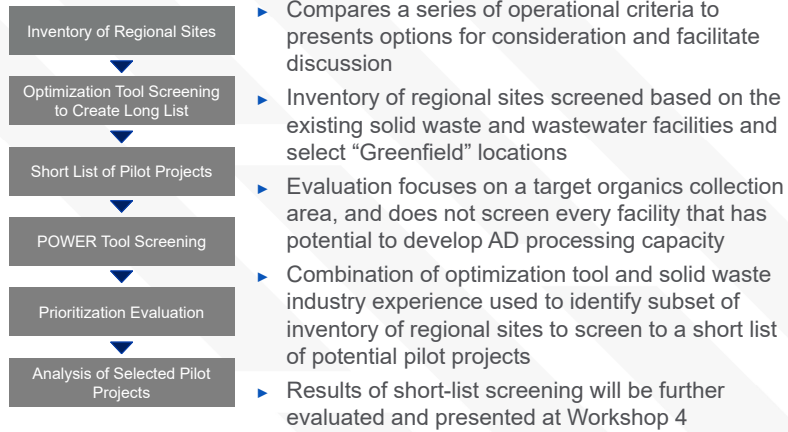 Inventory of Regional Sites
Optimization Tool Screening
to Create Long List
Short List of Pilot Projects
POWER Tool Screening
Prioritization Evaluation
Analysis of Selected Pilot
Projects
► Compares a series of operational criteria to
presents options for consideration and facilitate
discussion
► Inventory of regional sites screened based on the
existing solid waste and wastewater facilities and
select “Greenfield” locations
► Evaluation focuses on a target organics collection
area, and does not screen every facility that has
potential to develop AD processing capacity
► Combination of optimization tool and solid waste
industry experience used to identify subset of
inventory of regional sites to screen to a short list
of potential pilot projects
► Results of short-list screening will be further
evaluated and presented at Workshop 4